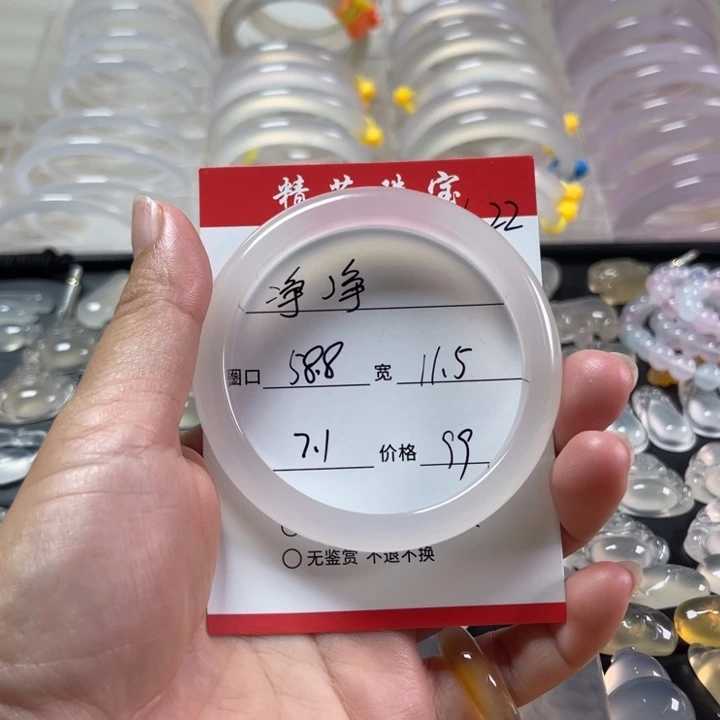 精艺珠宝
22
净净
圈口 58.8 宽 11.5
7.1 价格 99
无鉴赏 不退不换